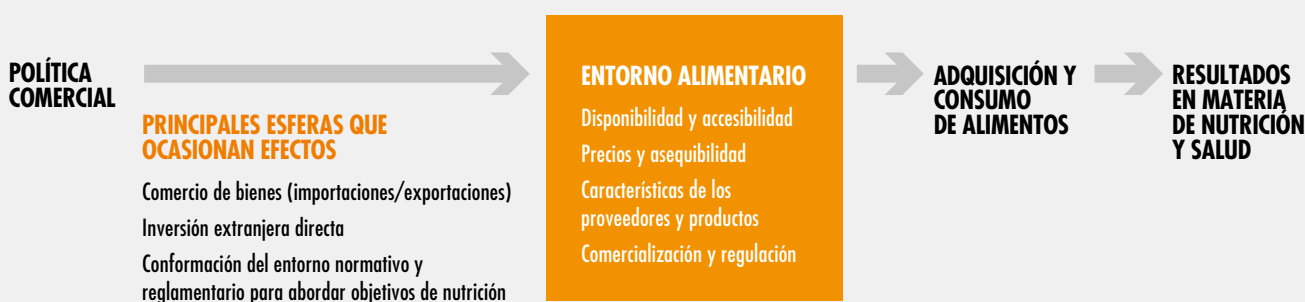 POLÍTICA
COMERCIAL
PRINCIPALES ESFERAS QUE
OCASIONAN EFECTOS
Comercio de bienes (importaciones/exportaciones)
Inversión extranjera directa
Conformación del entorno normativo y
reglamentario para abordar objetivos de nutrición
ENTORNO ALIMENTARIO
Disponibilidad y accesibilidad
Precios y asequibilidad
Características de los
proveedores y productos
Comercialización y regulación
ADQUISICIÓN Y
CONSUMO
DE ALIMENTOS
RESULTADOS
EN MATERIA
DE NUTRICIÓN
Y SALUD